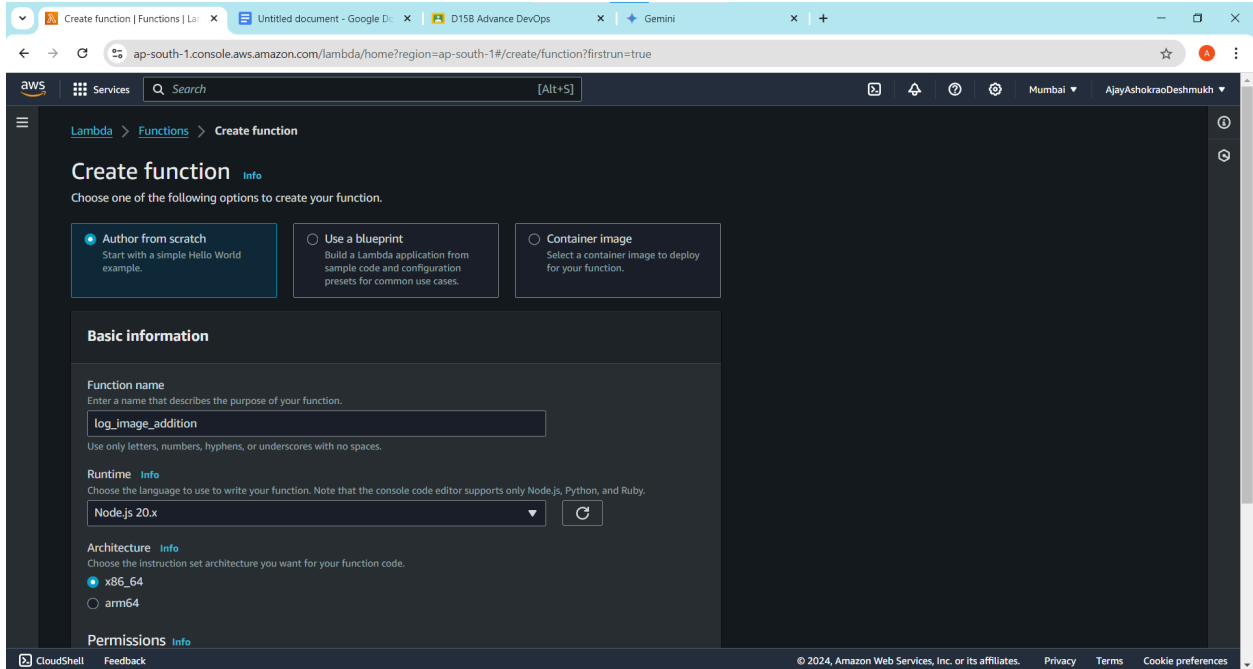 Create function | Functions | La
Untitled document - Google Do
D15B Advance DevOps
Gemini
ap-south-1.console.aws.amazon.com/lambda/home?region=ap-south-1#/create/function?firstrun=true
A
aws
Services
Search
[Alt+S]
Mumbai
AjayAshokraoDeshmukh
Lambda > Functions > Create function
Create function Info
Choose one of the following options to create your function.
Author from scratch
Start with a simple Hello World
example.
Use a blueprint
Build a Lambda application from
sample code and configuration
presets for common use cases.
Container image
Select a container image to deploy
for your function.
Basic information
Function name
Enter a name that describes the purpose of your function.
log_image_addition
Use only letters, numbers, hyphens, or underscores with no spaces.
Runtime Info
Choose the language to use to write your function. Note that the console code editor supports only Node.js, Python, and Ruby.
Node.js 20.x
Architecture Info
Choose the instruction set architecture you want for your function code.
x86_64
arm64
Permissions Info
CloudShell Feedback
© 2024, Amazon Web Services, Inc. or its affiliates. Privacy Terms Cookie preferences